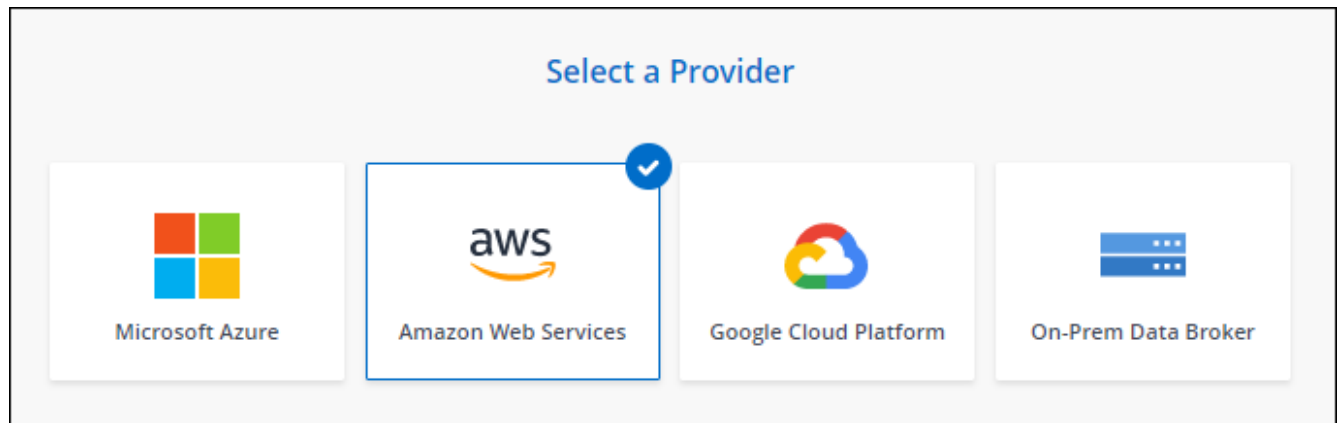 Select a Provider
aws
Microsoft Azure
Amazon Web Services
Google Cloud Platform
On-Prem Data Broker